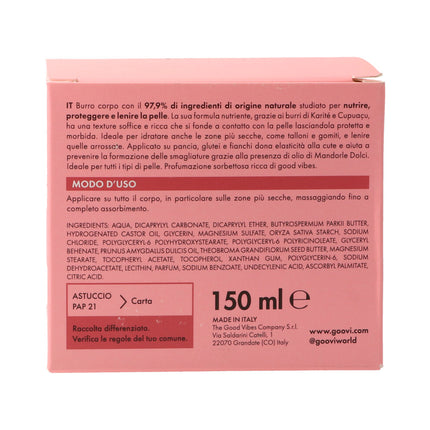 IT Burro corpo con il 97,9% di ingredienti di origine naturale studiato per nutrire,
proteggere e lenire la pelle. La sua formula nutriente, grazie ai burri di Karité e Cupuaçu,
ha una texture soffice e ricca che si fonde a contatto con la pelle lasciandola protetta e
morbida. Ideale per idratare anche le zone più secche, come talloni e gomiti, e lenire
quelle arrossate. Applicato su pancia, glutei e fianchi dona elasticità alla cute e aiuta a
prevenire la formazione delle smagliature grazie alla presenza di olio di Mandorle Dolci.
Ideale per tutti i tipi di pelle. Profumazione sorbettosa ricca di good vibes.
MODO D'USO
Applicare su tutto il corpo, in particolare sulle zone più secche, massaggiando fino a
completo assorbimento.
INGREDIENTS: AQUA, DICAPRYLYL CARBONATE, DICAPRYLYL ETHER, BUTYROSPERMUM PARKII BUTTER,
HYDROGENATED CASTOR OIL, GLYCERIN, MAGNESIUM SULFATE, ORYZA SATIVA STARCH, SODIUM
CHLORIDE, POLYGLYCERYL-6 POLYHYDROXYSTEARATE, POLYGLYCERYL-6 POLYRICINOLEATE, GLYCERYL
BEHENATE, PRUNUS AMYGDALUS DULCIS OIL, THEOBROMA GRANDIFLORUM SEED BUTTER, MAGNESIUM
STEARATE, TOCOPHERYL ACETATE, TOCOPHEROL, XANTHAN GUM, POLYGLYCERIN-6, SODIUM
DEHYDROACETATE, LECITHIN, PARFUM, SODIUM BENZOATE, UNDECYLENIC ACID, ASCORBYL PALMITATE,
CITRIC ACID.
ASTUCCIO
PAP 21
Carta
Raccolta differenziata.
Verifica le regole del tuo comune.
150 ml ℮
MADE IN ITALY
The Good Vibes Company S.r.l.
Via Saldarini Catelli, 1
22070 Grandate (CO) Italy
www.goovi.com
@gooviworld